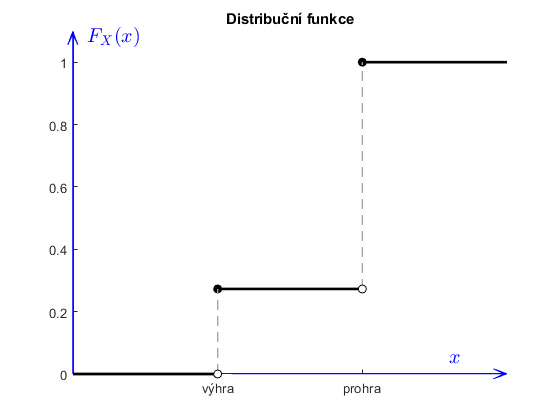 Distribuční funkce
F_X(x)
1
0.8
0.6
0.4
0.2
0
x
výhra prohra